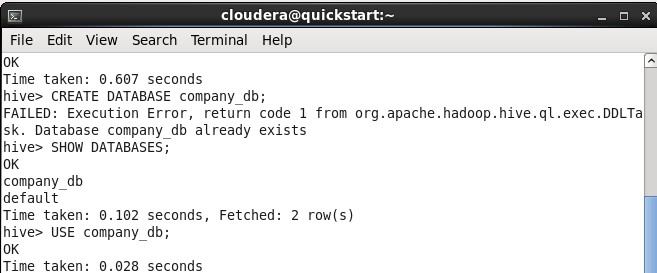 cloudera@quickstart:~
File Edit View Search Terminal Help
OK
Time taken: 0.607 seconds
hive> CREATE DATABASE company_db;
FAILED: Execution Error, return code 1 from org.apache.hadoop.hive.ql.exec.DDLTa
sk. Database company_db already exists
hive> SHOW DATABASES;
OK
company_db
default
Time taken: 0.102 seconds, Fetched: 2 row(s)
hive> USE company_db;
OK
Time taken: 0.028 seconds